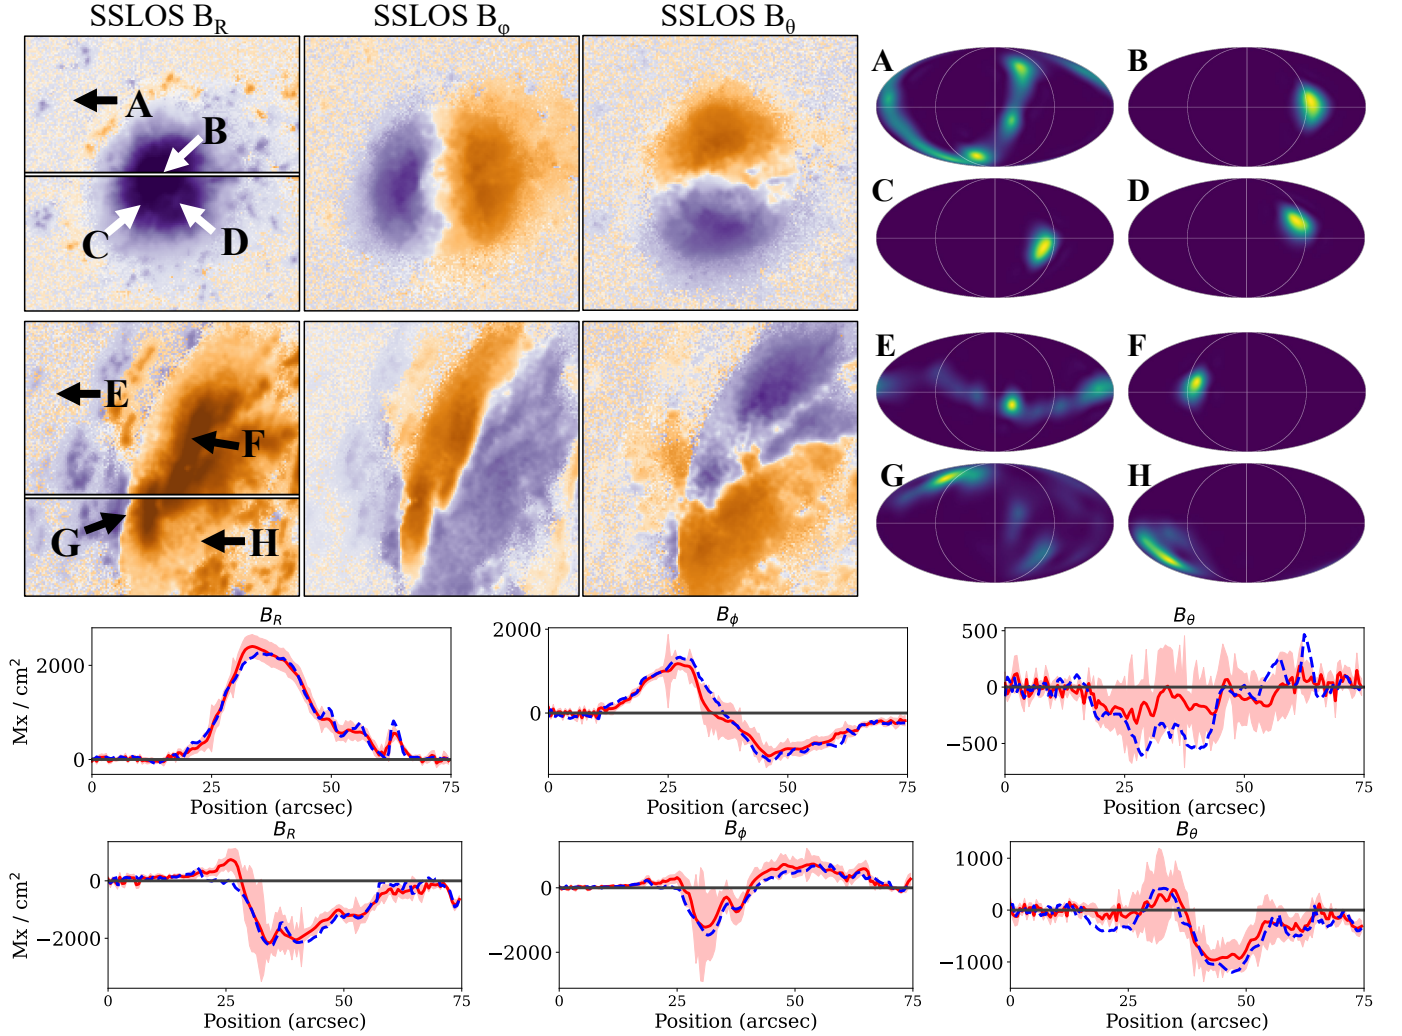 SSLOS B_R
SSLOS B_φ
SSLOS B_θ
A
B
C
D
A
B
C
D
E
F
G
H
E
F
G
H
B_R
Mx / cm²
2000
0
0 25 50 75
Position (arcsec)
B_ϕ
2000
0
0 25 50 75
Position (arcsec)
B_θ
500
0
−500
0 25 50 75
Position (arcsec)
B_R
Mx / cm²
0
−2000
0 25 50 75
Position (arcsec)
B_ϕ
0
−2000
0 25 50 75
Position (arcsec)
B_θ
1000
0
−1000
0 25 50 75
Position (arcsec)